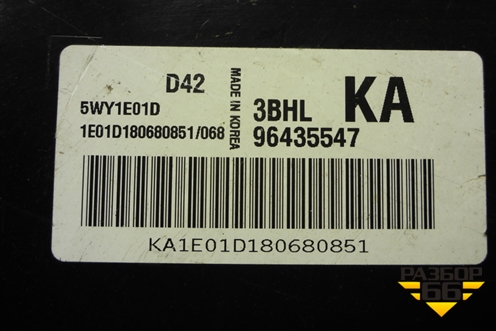 D42
5WY1E01D
1E01D180680851/068
MADE IN KOREA
3BHL KA
96435547
KA1E01D180680851
РАЗБОР
66